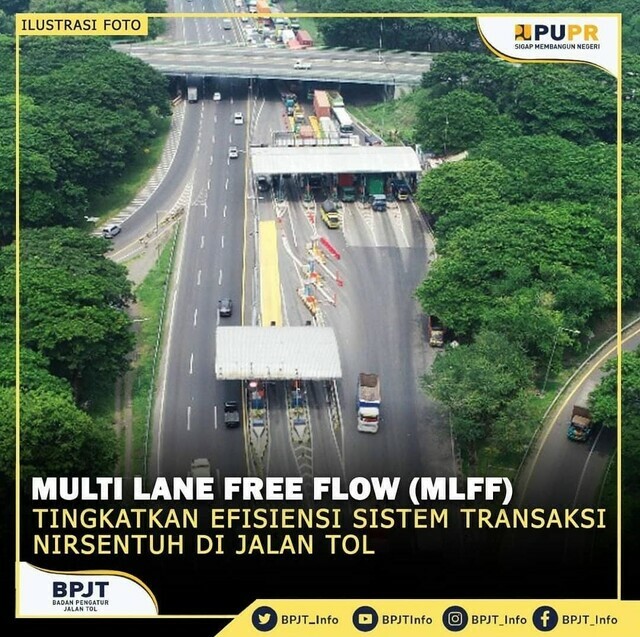 ILUSTRASI FOTO
PUPR
SIGAP MEMBANGUN NEGERI
MULTI LANE FREE FLOW (MLFF)
TINGKATKAN EFISIENSI SISTEM TRANSAKSI
NIRSENTUH DI JALAN TOL
BPJT
BADAN PENGATUR
JALAN TOL
BPJT_Info
BPJTInfo
BPJT_Info
BPJT_Info